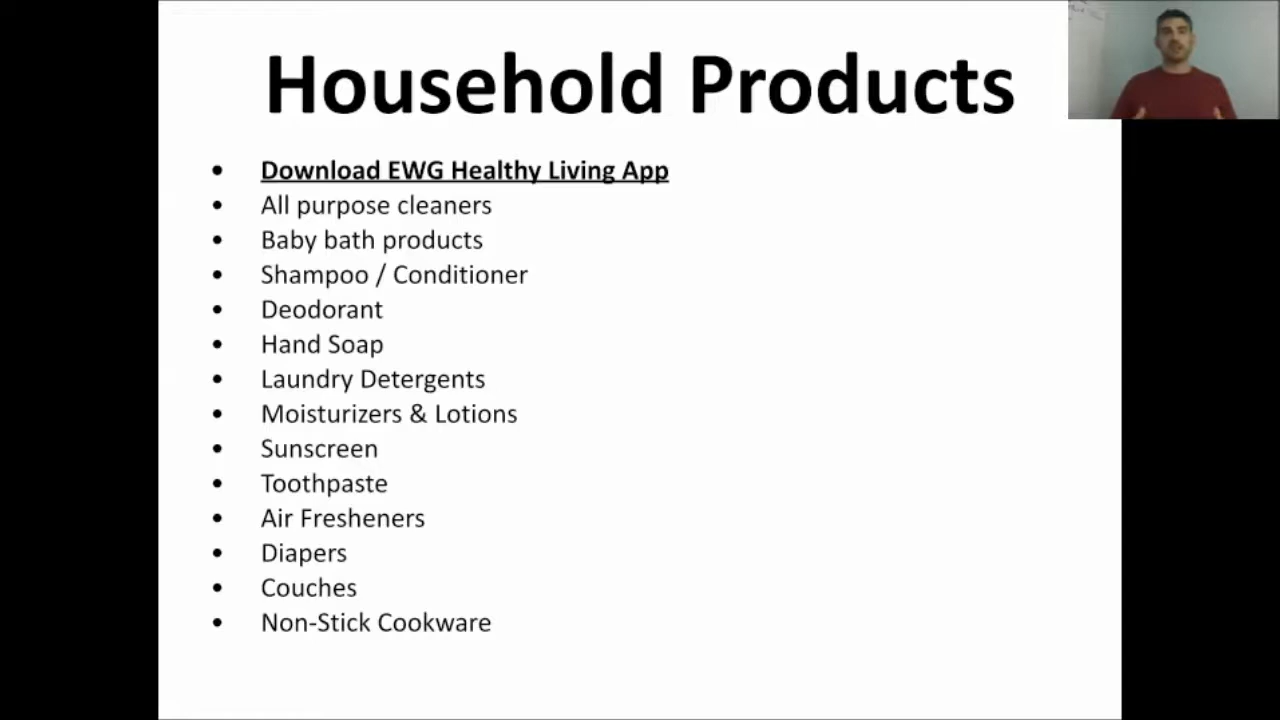 Household Products
• Download EWG Healthy Living App
• All purpose cleaners
• Baby bath products
• Shampoo / Conditioner
• Deodorant
• Hand Soap
• Laundry Detergents
• Moisturizers & Lotions
• Sunscreen
• Toothpaste
• Air Fresheners
• Diapers
• Couches
• Non-Stick Cookware